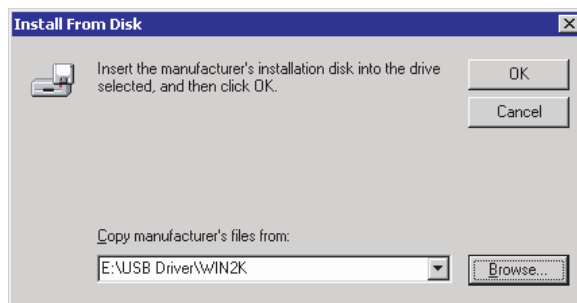 Install From Disk
Insert the manufacturer's installation disk into the drive
selected, and then click OK.
OK
Cancel
Copy manufacturer's files from:
E:\USB Driver\WIN2K
Browse...